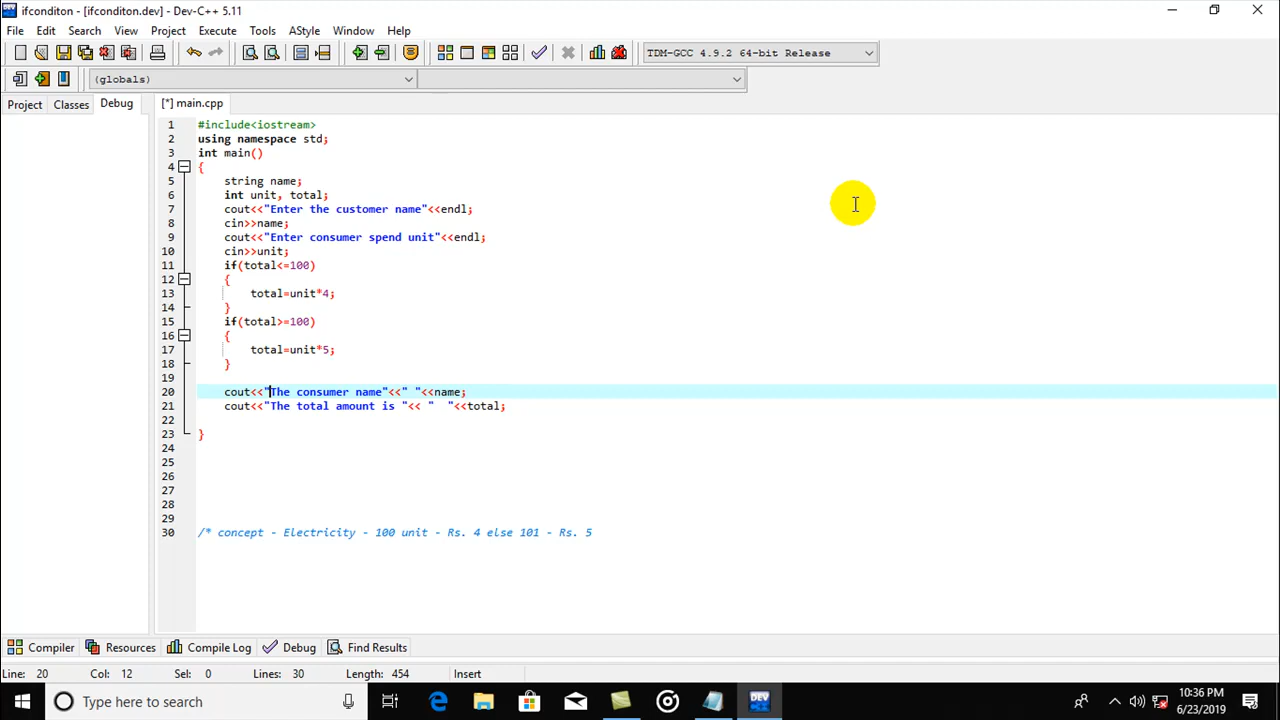 ifconditon - [ifconditon.dev] - Dev-C++ 5.11
File Edit Search View Project Execute Tools AStyle Window Help
TDM-GCC 4.9.2 64-bit Release
(globals)
Project Classes Debug [*] main.cpp
1 #include<iostream>
2 using namespace std;
3 int main()
4 {
5 string name;
6 int unit, total;
7 cout<<"Enter the customer name"<<endl;
8 cin>>name;
9 cout<<"Enter consumer spend unit"<<endl;
10 cin>>unit;
11 if(total<=100)
12 {
13 total=unit*4;
14 }
15 if(total>=100)
16 {
17 total=unit*5;
18 }
19
20 cout<<"The consumer name"<<" "<<name;
21 cout<<"The total amount is "<< "  "<<total;
22
23 }
24
25
26
27
28
29
30 /* concept - Electricity - 100 unit - Rs. 4 else 101 - Rs. 5
Compiler Resources Compile Log Debug Find Results
Line: 20 Col: 12 Sel: 0 Lines: 30 Length: 454 Insert
Type here to search
DEV
10:36 PM
6/23/2019